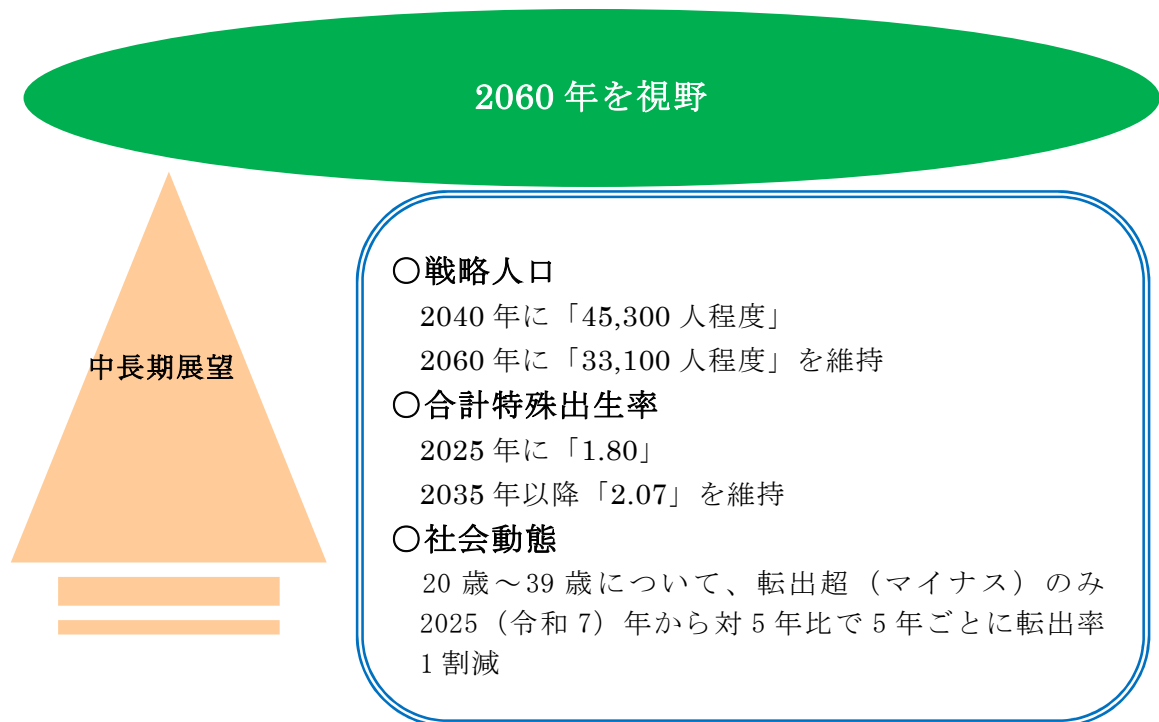 2060 年を視野
中長期展望
○戦略人口
2040 年に「45,300 人程度」
2060 年に「33,100 人程度」を維持
○合計特殊出生率
2025 年に「1.80」
2035 年以降「2.07」を維持
○社会動態
20 歳～39 歳について、転出超（マイナス）のみ
2025（令和 7）年から対 5 年比で 5 年ごとに転出率
1 割減